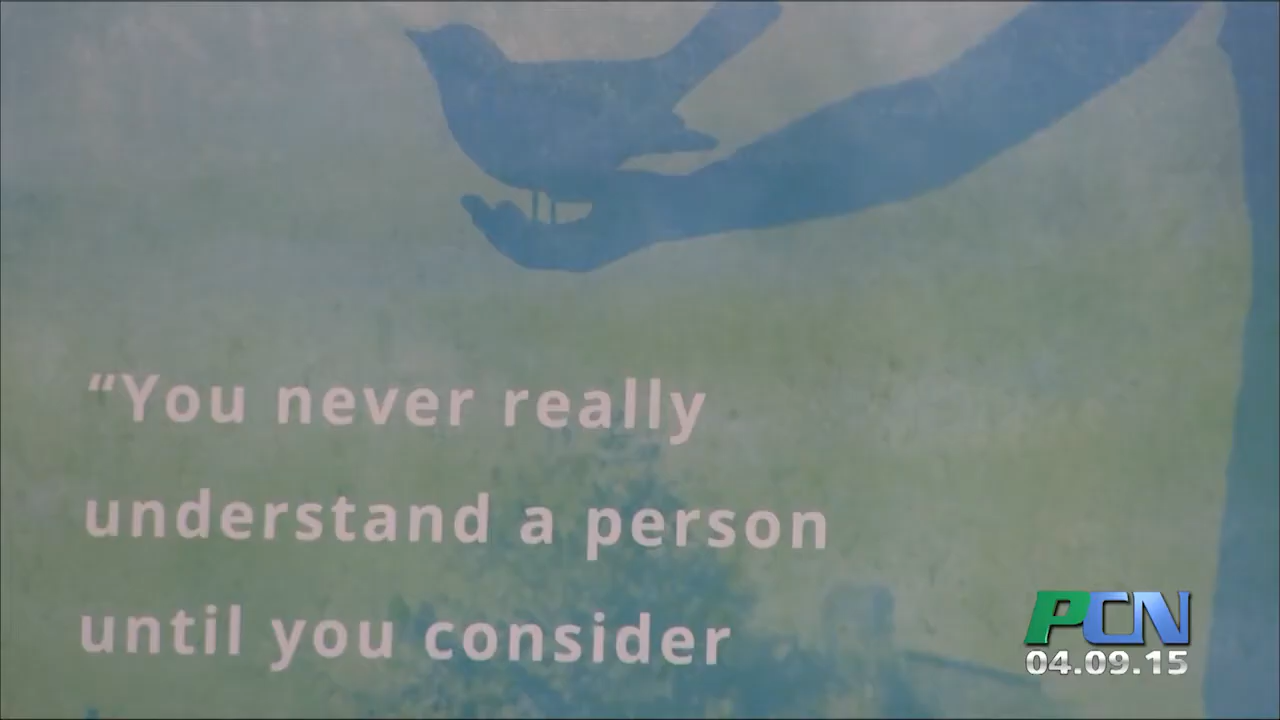 “You never really
understand a person
until you consider
PCN
04.09.15